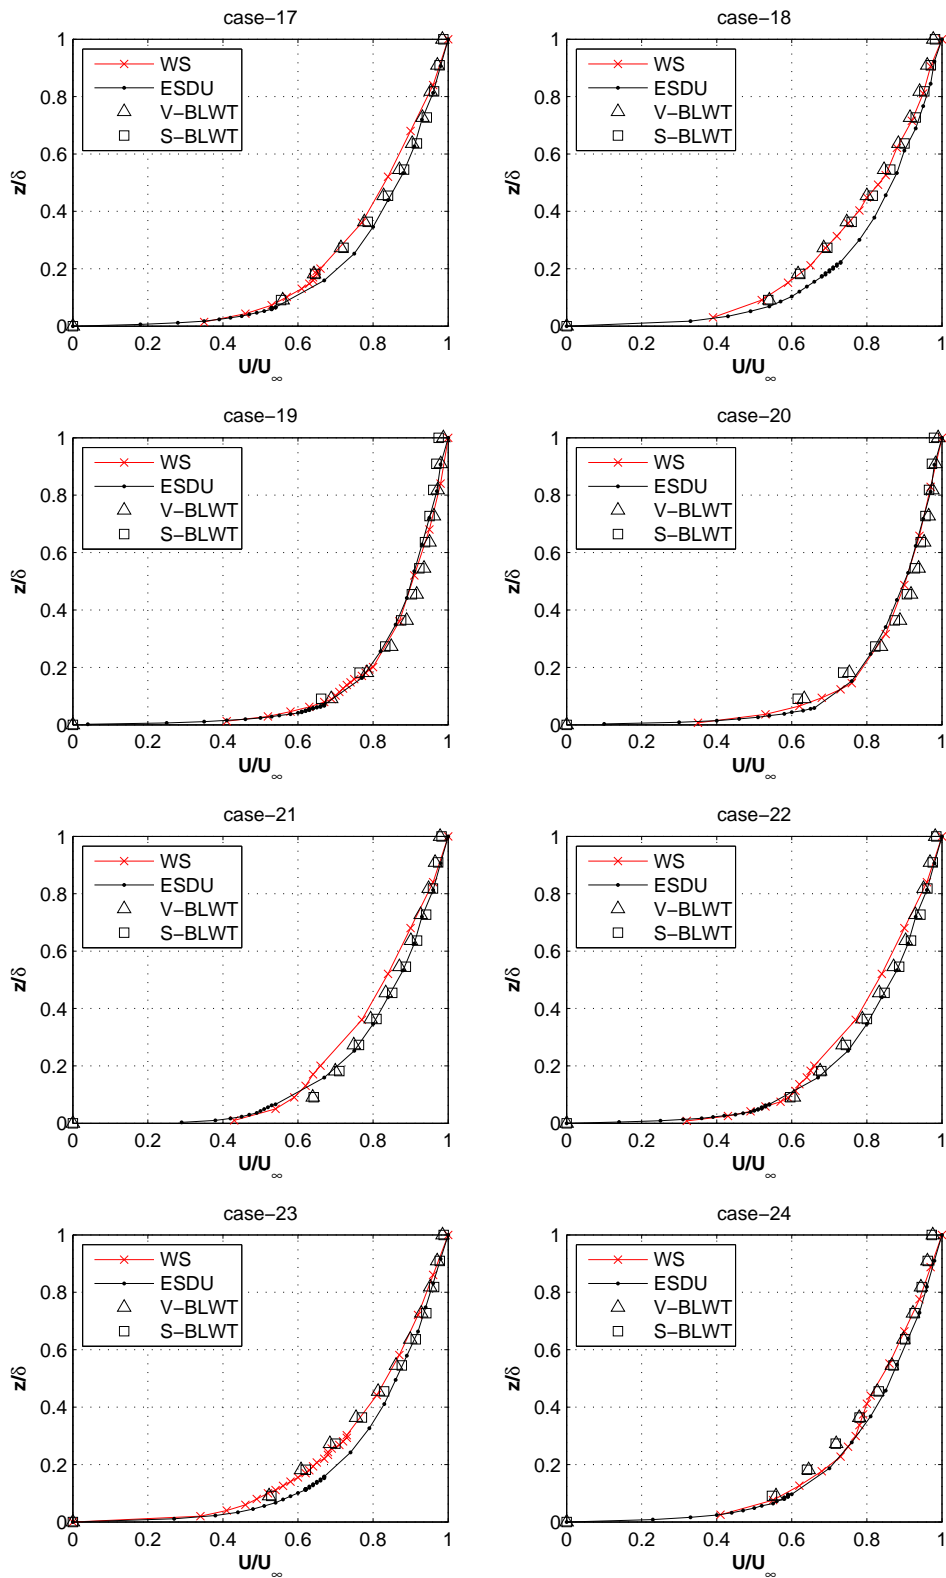 case-17
1
0.8
0.6
0.4
0.2
0
z/δ
WS
ESDU
V-BLWT
S-BLWT
0 0.2 0.4 0.6 0.8 1
U/U∞
case-18
1
0.8
0.6
0.4
0.2
0
z/δ
WS
ESDU
V-BLWT
S-BLWT
0 0.2 0.4 0.6 0.8 1
U/U∞
case-19
1
0.8
0.6
0.4
0.2
0
z/δ
WS
ESDU
V-BLWT
S-BLWT
0 0.2 0.4 0.6 0.8 1
U/U∞
case-20
1
0.8
0.6
0.4
0.2
0
z/δ
WS
ESDU
V-BLWT
S-BLWT
0 0.2 0.4 0.6 0.8 1
U/U∞
case-21
1
0.8
0.6
0.4
0.2
0
z/δ
WS
ESDU
V-BLWT
S-BLWT
0 0.2 0.4 0.6 0.8 1
U/U∞
case-22
1
0.8
0.6
0.4
0.2
0
z/δ
WS
ESDU
V-BLWT
S-BLWT
0 0.2 0.4 0.6 0.8 1
U/U∞
case-23
1
0.8
0.6
0.4
0.2
0
z/δ
WS
ESDU
V-BLWT
S-BLWT
0 0.2 0.4 0.6 0.8 1
U/U∞
case-24
1
0.8
0.6
0.4
0.2
0
z/δ
WS
ESDU
V-BLWT
S-BLWT
0 0.2 0.4 0.6 0.8 1
U/U∞